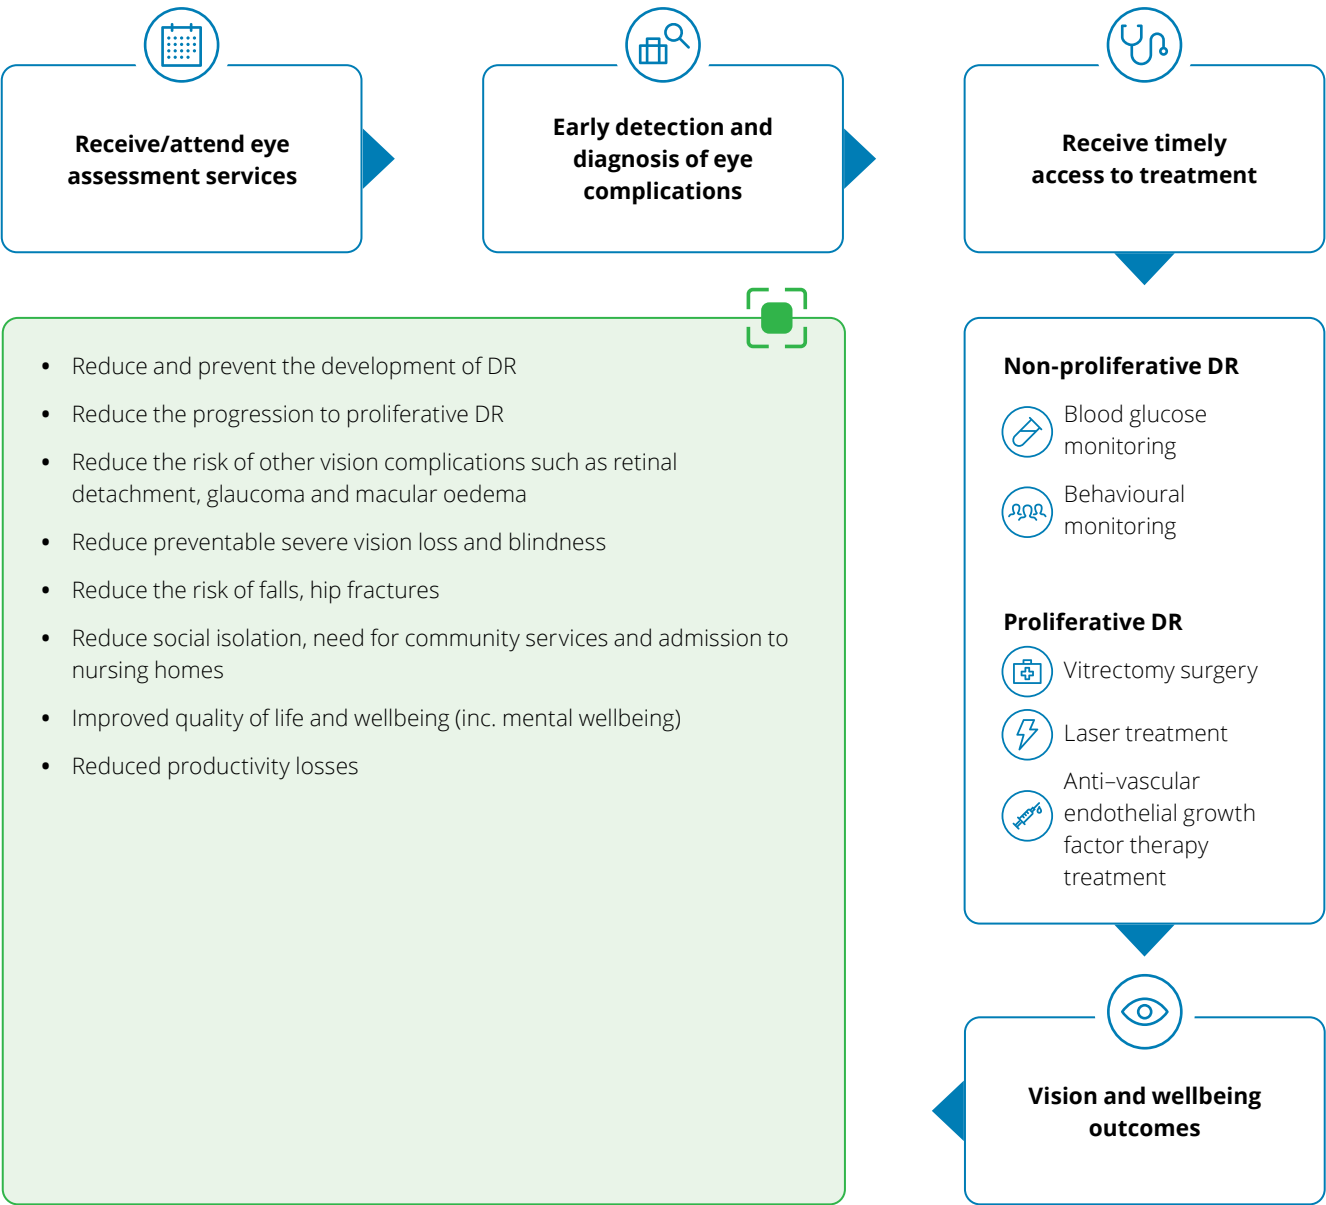 Receive/attend eye
assessment services
Early detection and
diagnosis of eye
complications
Receive timely
access to treatment
Non-proliferative DR
Blood glucose
monitoring
Behavioural
monitoring
Proliferative DR
Vitrectomy surgery
Laser treatment
Anti–vascular
endothelial growth
factor therapy
treatment
Vision and wellbeing
outcomes
• Reduce and prevent the development of DR
• Reduce the progression to proliferative DR
• Reduce the risk of other vision complications such as retinal
detachment, glaucoma and macular oedema
• Reduce preventable severe vision loss and blindness
• Reduce the risk of falls, hip fractures
• Reduce social isolation, need for community services and admission to
nursing homes
• Improved quality of life and wellbeing (inc. mental wellbeing)
• Reduced productivity losses